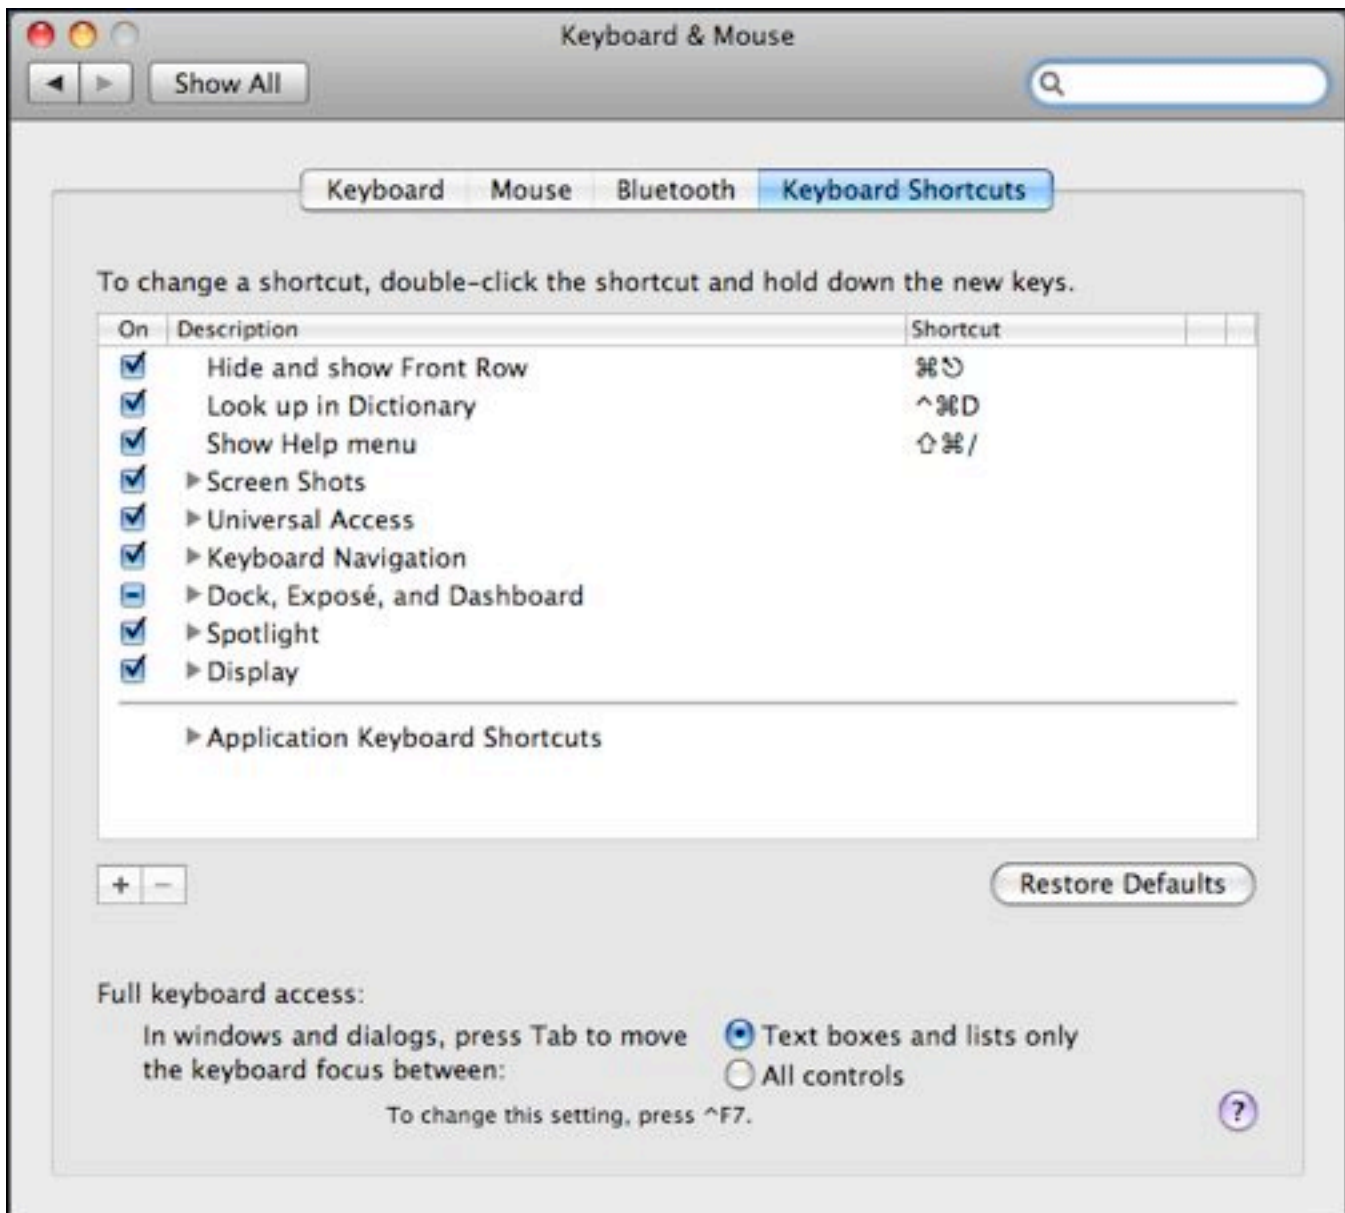 Keyboard & Mouse
Show All
Keyboard Mouse Bluetooth Keyboard Shortcuts
To change a shortcut, double-click the shortcut and hold down the new keys.
On Description Shortcut
Hide and show Front Row ⌘⎋
Look up in Dictionary ^⌘D
Show Help menu ⇧⌘/
Screen Shots
Universal Access
Keyboard Navigation
Dock, Exposé, and Dashboard
Spotlight
Display
Application Keyboard Shortcuts
+ −
Restore Defaults
Full keyboard access:
In windows and dialogs, press Tab to move
the keyboard focus between:
Text boxes and lists only
All controls
To change this setting, press ^F7.
?